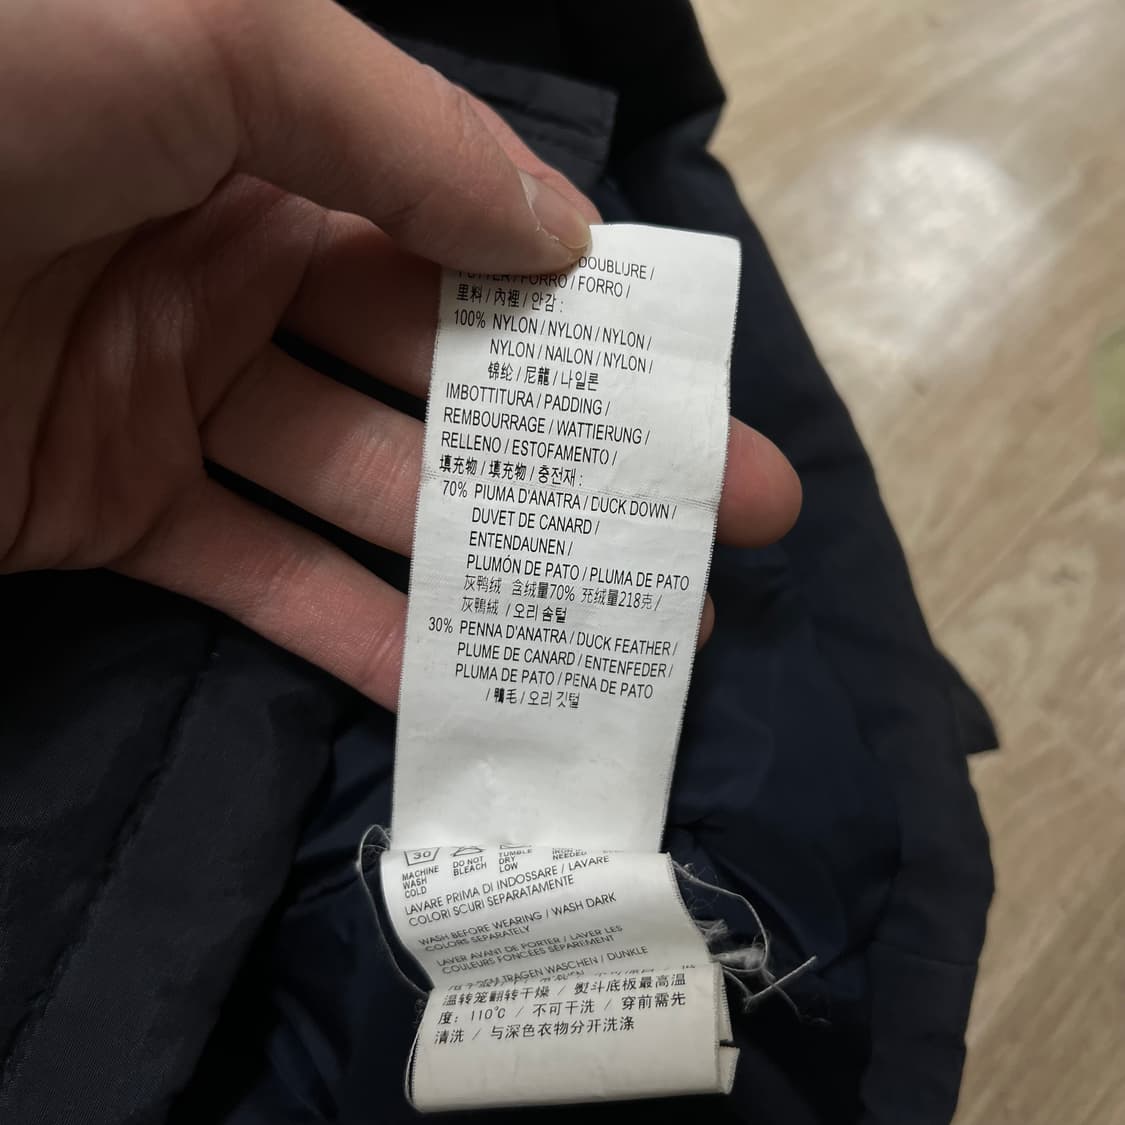 DOUBLURE /
FUTTER / FORRO / FORRO /
里料 / 內裡 / 안감 :
100% NYLON / NYLON / NYLON /
NYLON / NAILON / NYLON /
锦纶 / 尼龍 / 나일론
IMBOTTITURA / PADDING /
REMBOURRAGE / WATTIERUNG /
RELLENO / ESTOFAMENTO /
填充物 / 填充物 / 충전재 :
70% PIUMA D'ANATRA / DUCK DOWN /
DUVET DE CANARD /
ENTENDAUNEN /
PLUMÓN DE PATO / PLUMA DE PATO
灰鸭绒 含绒量70% 充绒量218克 /
灰鴨絨 / 오리 솜털
30% PENNA D'ANATRA / DUCK FEATHER /
PLUME DE CANARD / ENTENFEDER /
PLUMA DE PATO / PENA DE PATO
/ 鴨毛 / 오리 깃털
30
MACHINE WASH COLD
DO NOT BLEACH
TUMBLE DRY LOW
NEEDED
LAVARE PRIMA DI INDOSSARE / LAVARE
COLORI SCURI SEPARATAMENTE
WASH BEFORE WEARING / WASH DARK
COLORS SEPARATELY
LAVER AVANT DE PORTER / LAVER LES
COULEURS FONCÉES SÉPARÉMENT
TRAGEN WASCHEN / DUNKLE
温转笼翻转干燥 / 熨斗底板最高温
度: 110℃ / 不可干洗 / 穿前需先
清洗 / 与深色衣物分开洗涤